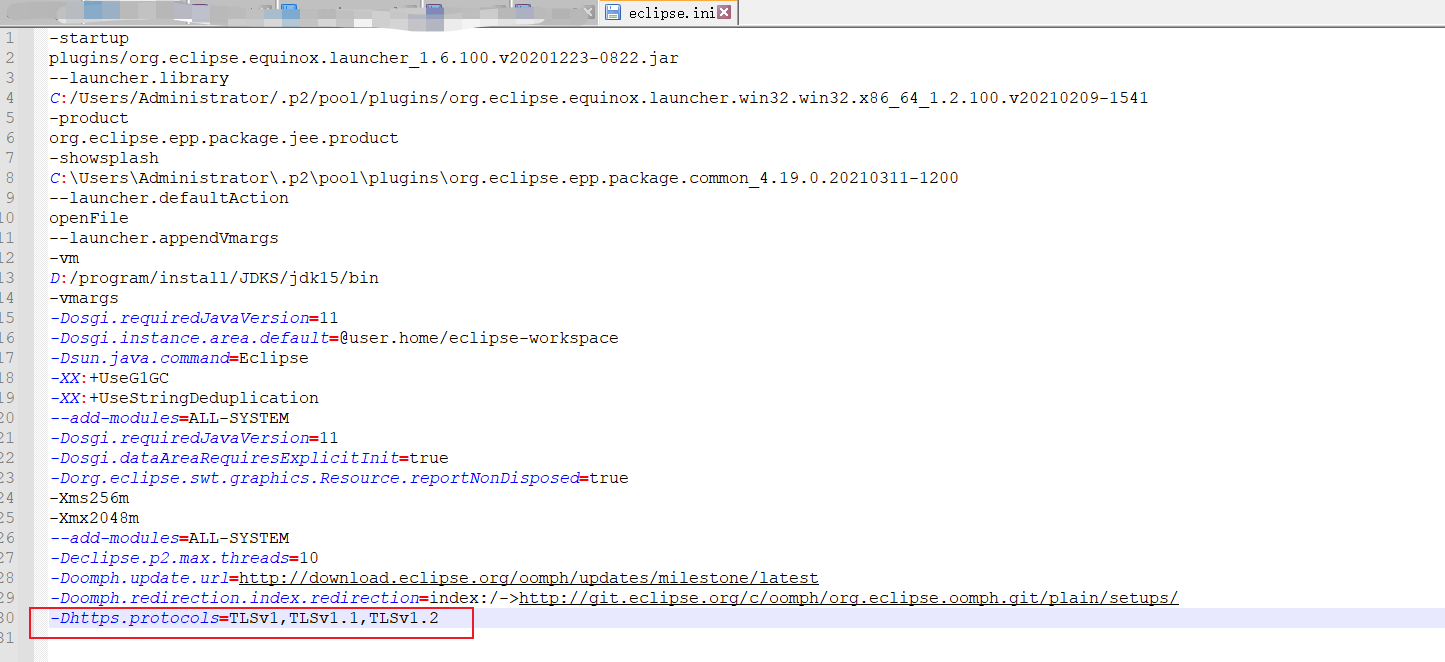 eclipse.ini
1 -startup
2 plugins/org.eclipse.equinox.launcher_1.6.100.v20201223-0822.jar
3 --launcher.library
4 C:/Users/Administrator/.p2/pool/plugins/org.eclipse.equinox.launcher.win32.win32.x86_64_1.2.100.v20210209-1541
5 -product
6 org.eclipse.epp.package.jee.product
7 -showsplash
8 C:\Users\Administrator\.p2\pool\plugins\org.eclipse.epp.package.common_4.19.0.20210311-1200
9 --launcher.defaultAction
10 openFile
11 --launcher.appendVmargs
12 -vm
13 D:/program/install/JDKS/jdk15/bin
14 -vmargs
15 -Dosgi.requiredJavaVersion=11
16 -Dosgi.instance.area.default=@user.home/eclipse-workspace
17 -Dsun.java.command=Eclipse
18 -XX:+UseG1GC
19 -XX:+UseStringDeduplication
20 --add-modules=ALL-SYSTEM
21 -Dosgi.requiredJavaVersion=11
22 -Dosgi.dataAreaRequiresExplicitInit=true
23 -Dorg.eclipse.swt.graphics.Resource.reportNonDisposed=true
24 -Xms256m
25 -Xmx2048m
26 --add-modules=ALL-SYSTEM
27 -Declipse.p2.max.threads=10
28 -Doomph.update.url=http://download.eclipse.org/oomph/updates/milestone/latest
29 -Doomph.redirection.index.redirection=index:/->http://git.eclipse.org/c/oomph/org.eclipse.oomph.git/plain/setups/
30 -Dhttps.protocols=TLSv1,TLSv1.1,TLSv1.2
31